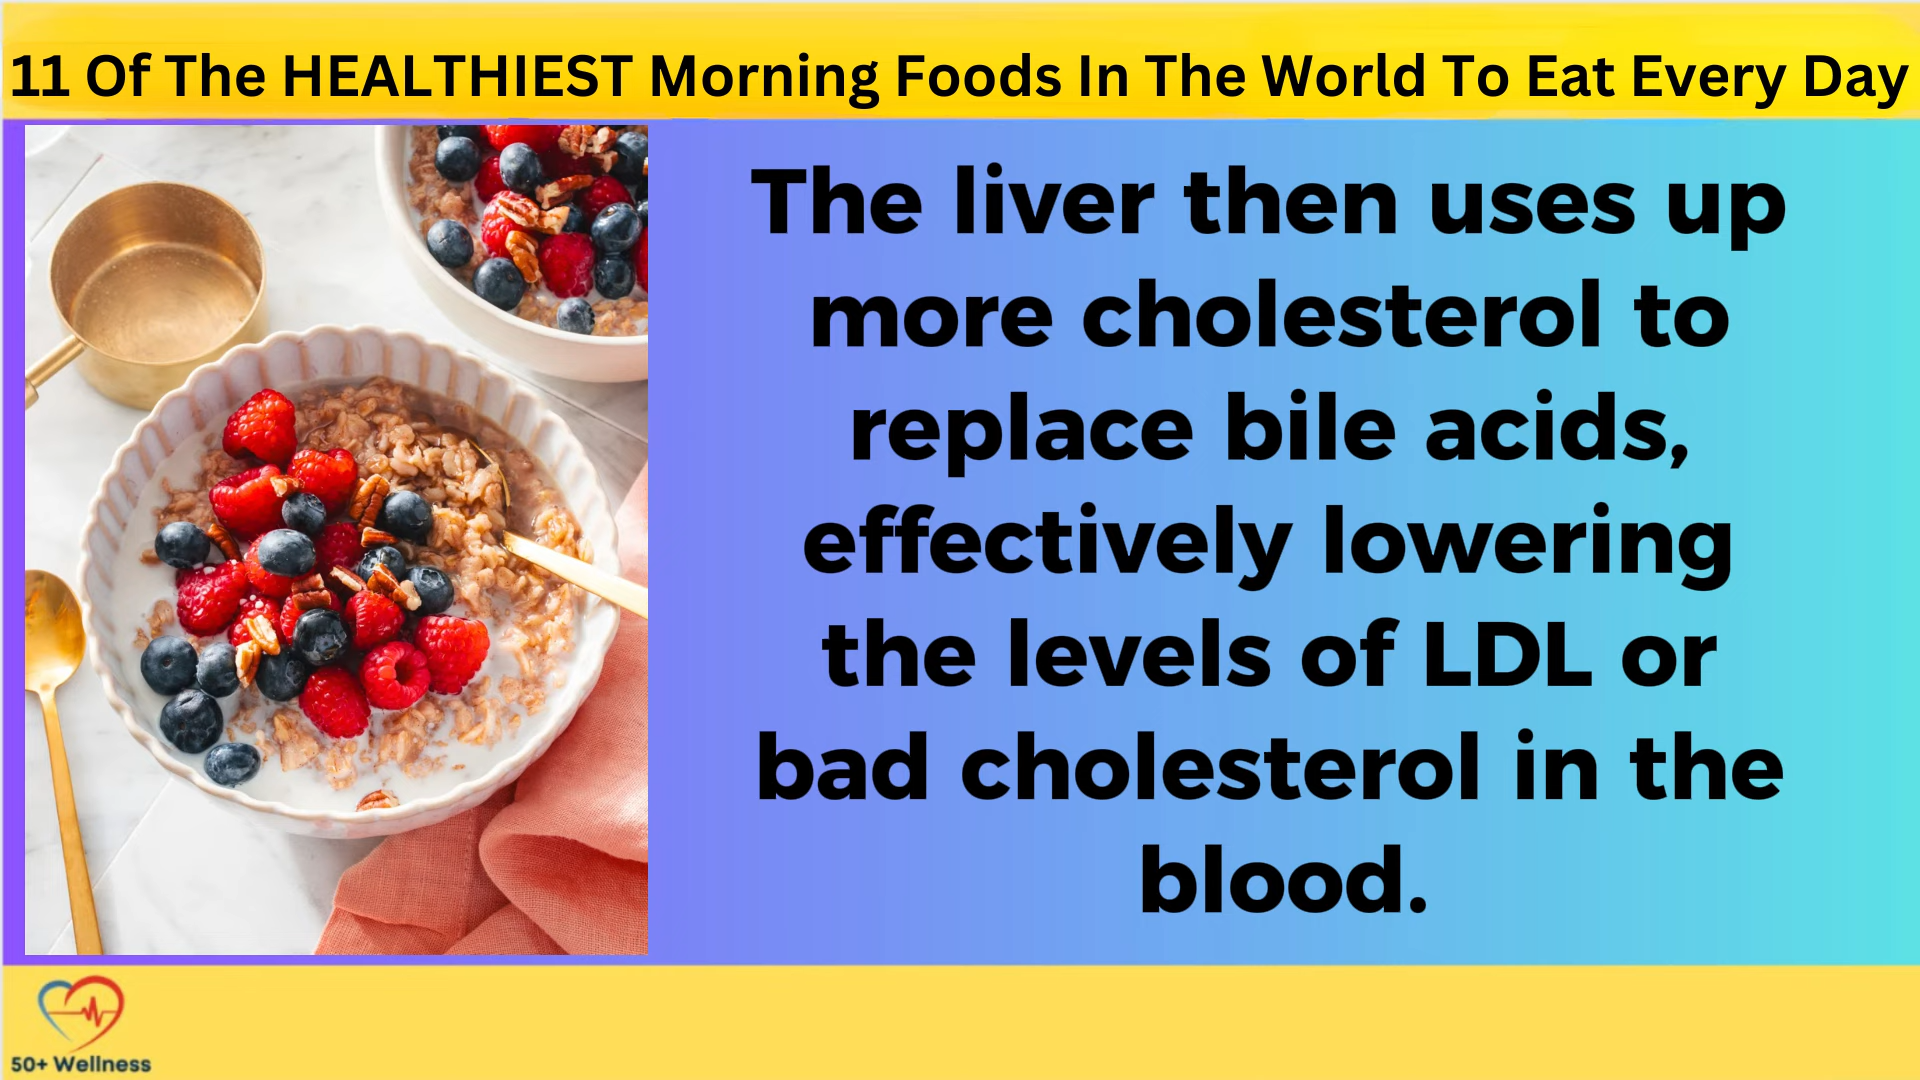 11 Of The HEALTHIEST Morning Foods In The World To Eat Every Day
The liver then uses up
more cholesterol to
replace bile acids,
effectively lowering
the levels of LDL or
bad cholesterol in the
blood.
50+ Wellness